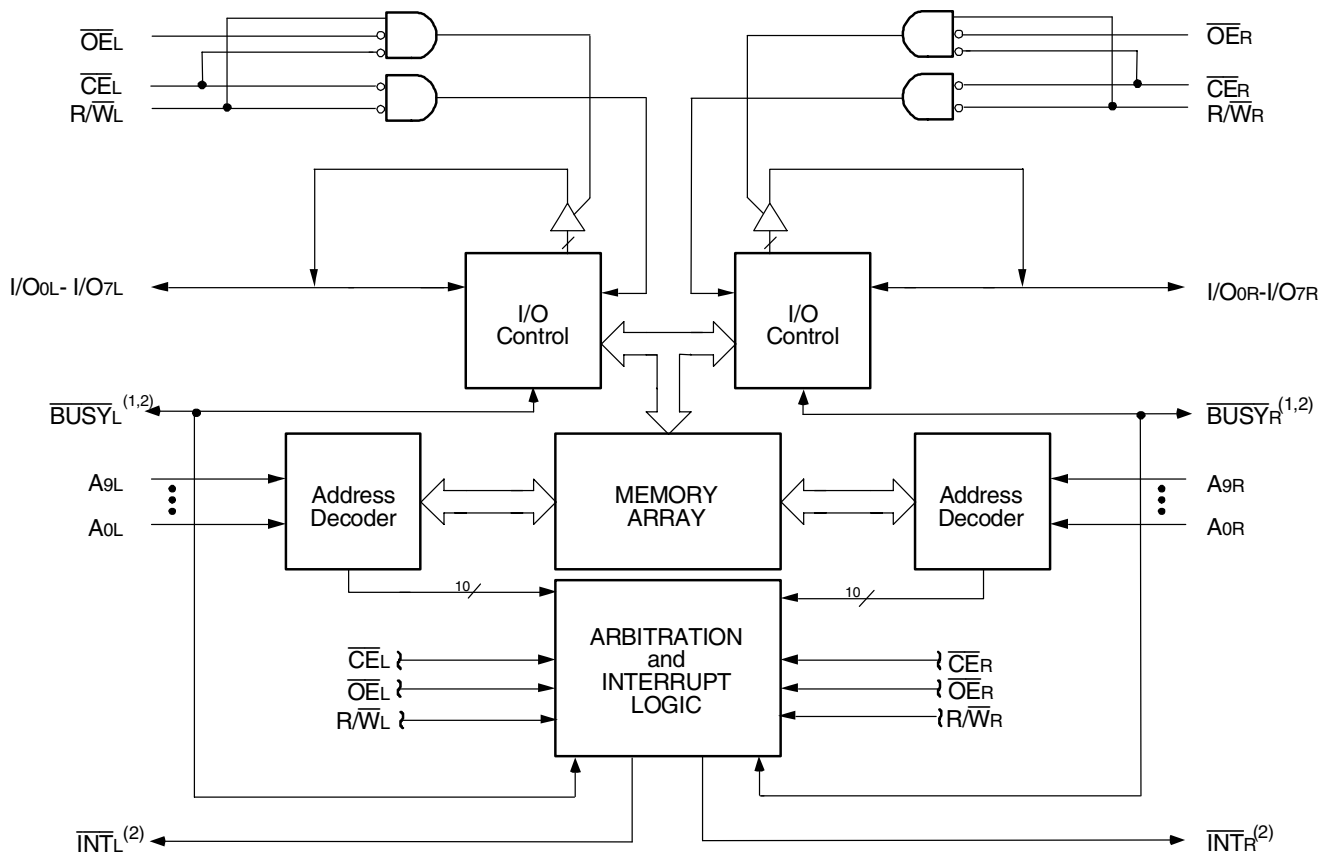 OEL
OER
CEL
CER
R/WL
R/WR
I/O0L- I/O7L
I/O
Control
I/O
Control
I/O0R-I/O7R
BUSYL(1,2)
BUSYR(1,2)
A9L
A0L
Address
Decoder
MEMORY
ARRAY
Address
Decoder
A9R
A0R
10
10
ARBITRATION
and
INTERRUPT
LOGIC
CEL
OEL
R/WL
CER
OER
R/WR
INTL(2)
INTR(2)